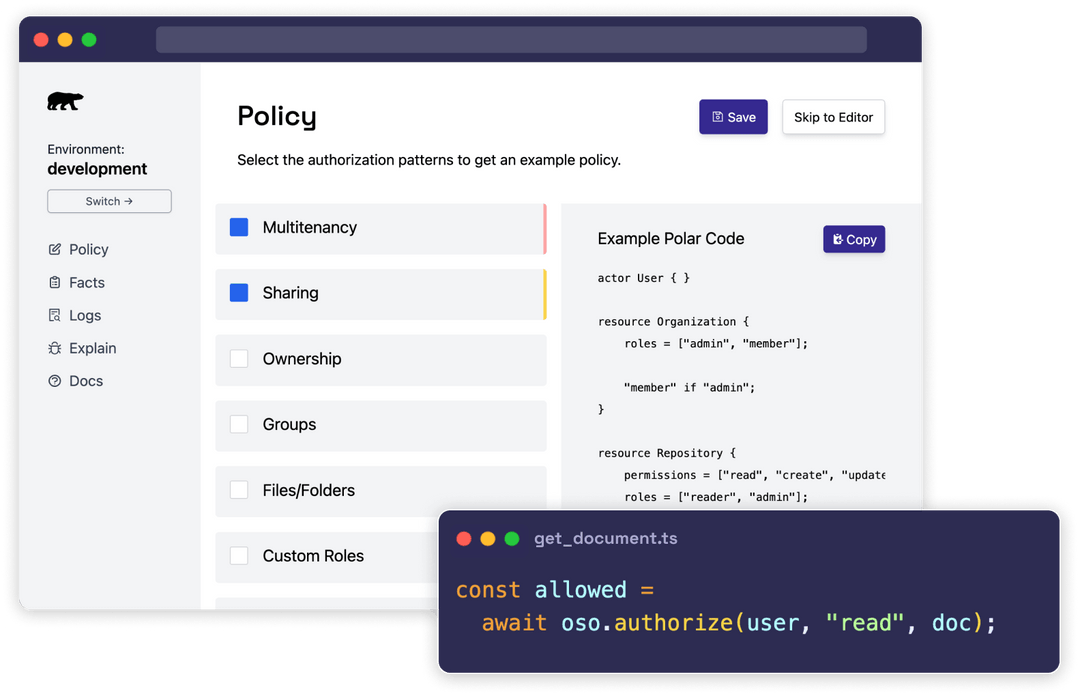 Environment:
development
Switch →
Policy
Facts
Logs
Explain
Docs
Policy
Select the authorization patterns to get an example policy.
Save
Skip to Editor
Multitenancy
Sharing
Ownership
Groups
Files/Folders
Custom Roles
Example Polar Code
Copy
actor User { }
resource Organization {
    roles = ["admin", "member"];
    "member" if "admin";
}
resource Repository {
    permissions = ["read", "create", "update
    roles = ["reader", "admin"];
get_document.ts
const allowed =
  await oso.authorize(user, "read", doc);